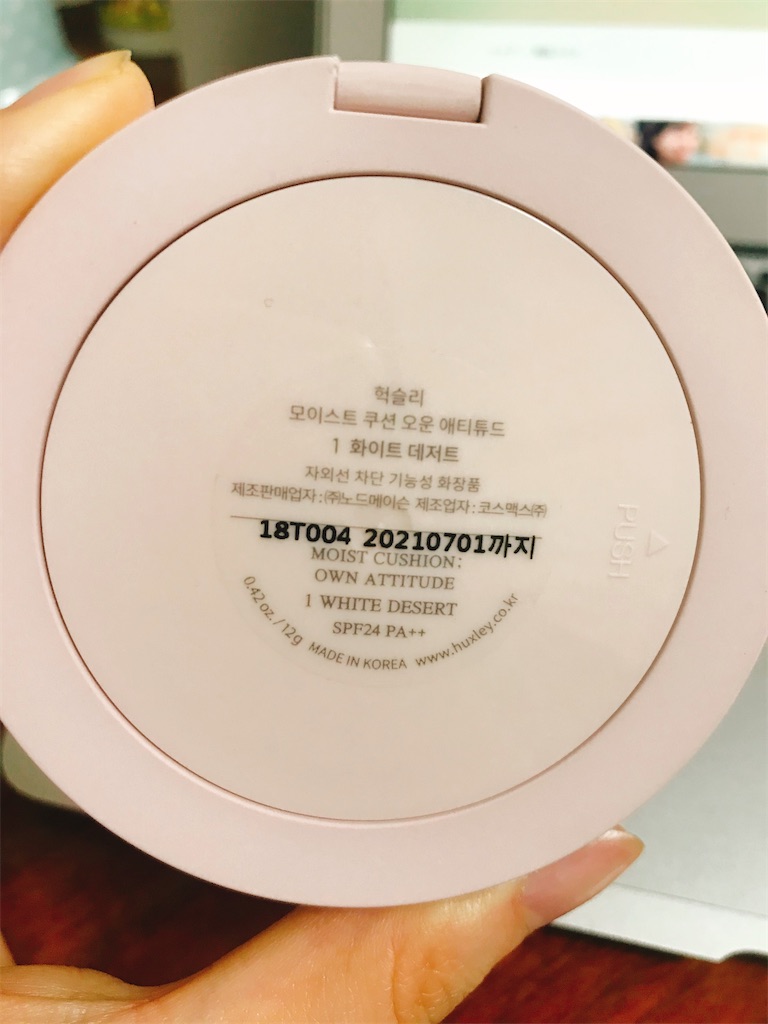 헉슬리
모이스트 쿠션 오운 애티튜드
1 화이트 데저트
자외선 차단 기능성 화장품
제조판매업자 : ㈜노드메이슨 제조업자 : 코스맥스㈜
18T004 20210701까지
MOIST CUSHION:
OWN ATTITUDE
1 WHITE DESERT
SPF24 PA++
0.42 oz. / 12g MADE IN KOREA www.huxley.co.kr
PUSH